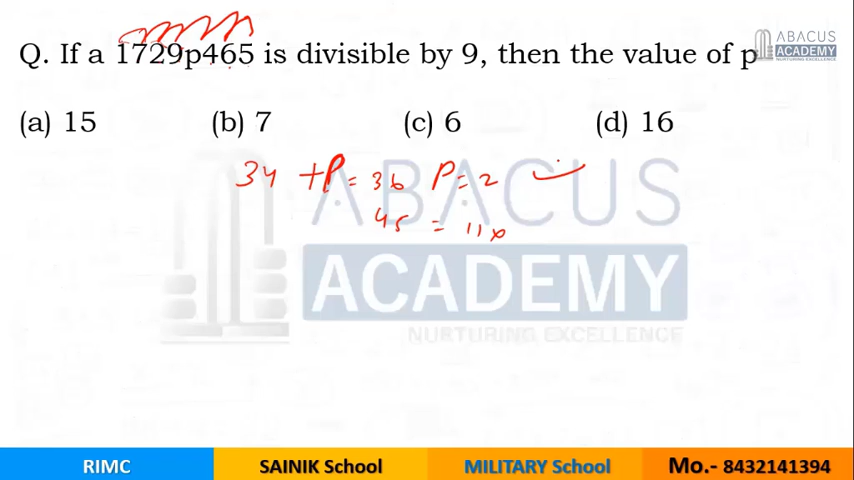 ABACUS
ACADEMY
NURTURING EXCELLENCE
Q. If a 1729p465 is divisible by 9, then the value of p
(a) 15 (b) 7 (c) 6 (d) 16
34 + P = 36 P = 2
45 = 11 x
ABACUS
ACADEMY
NURTURING EXCELLENCE
RIMC SAINIK School MILITARY School Mo.- 8432141394